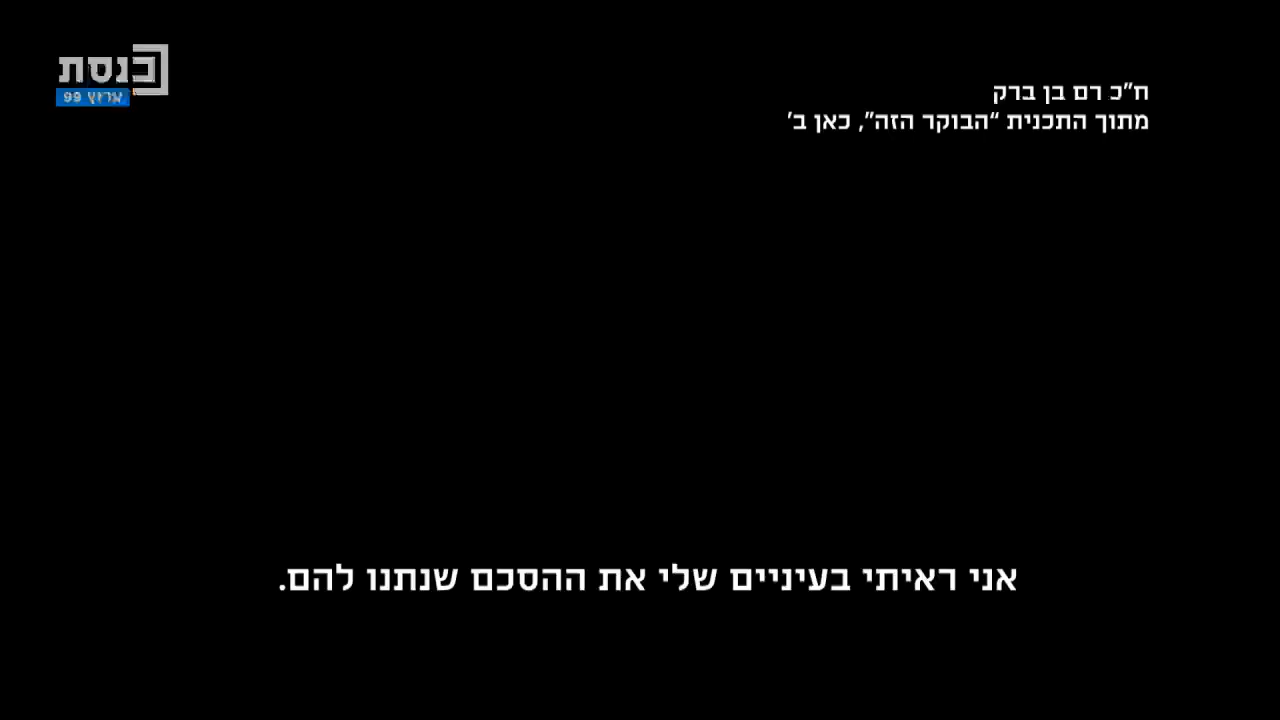 כנסת
ערוץ 99
ח"כ רם בן ברק
מתוך התכנית "הבוקר הזה", כאן ב'
אני ראיתי בעיניים שלי את ההסכם שנתנו להם.